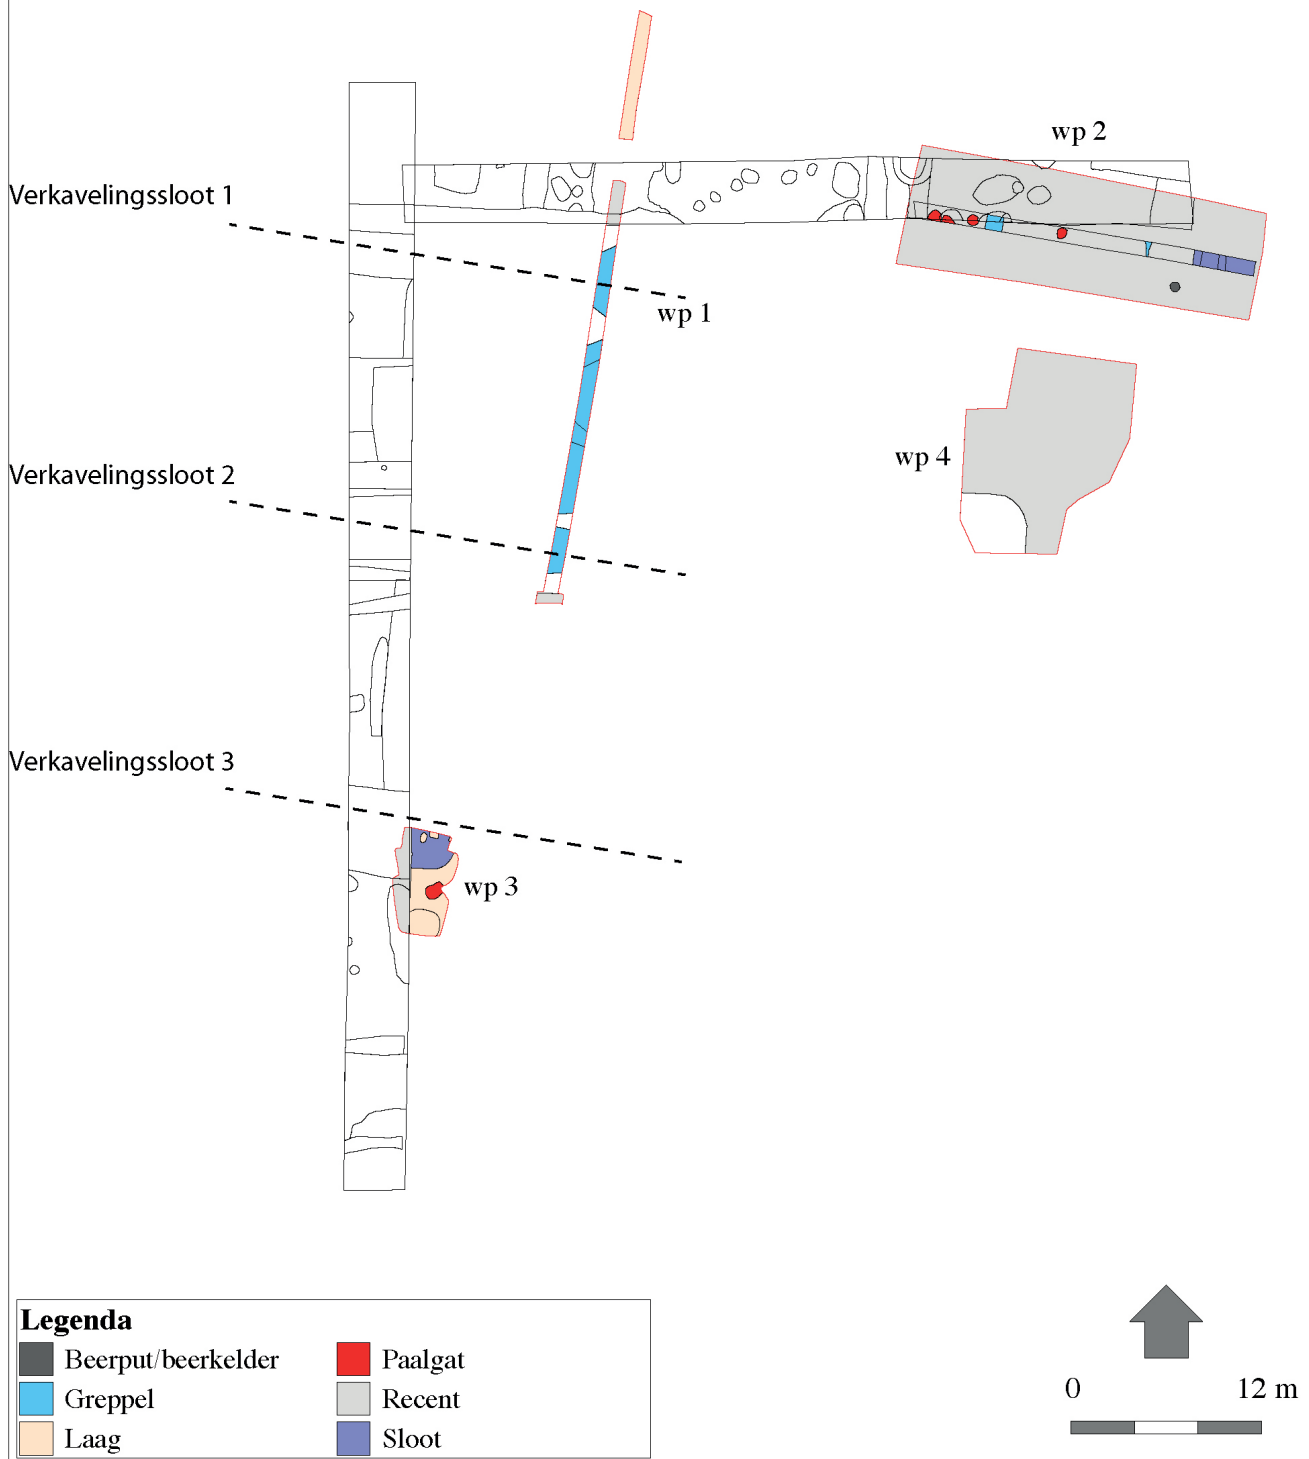 wp 2
Verkavelingssloot 1
wp 1
wp 4
Verkavelingssloot 2
Verkavelingssloot 3
wp 3
Legenda
Beerput/beerkelder
Paalgat
Greppel
Recent
Laag
Sloot
0 12 m